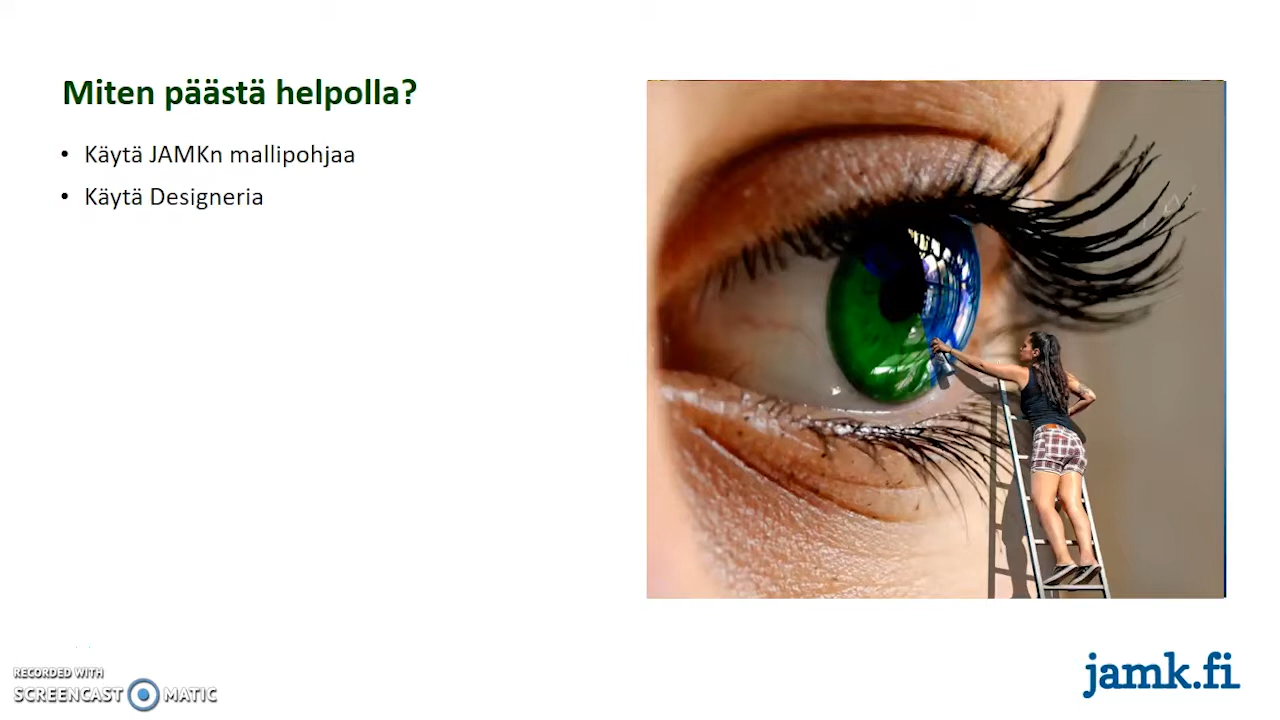 Miten päästä helpolla?
• Käytä JAMKn mallipohjaa
• Käytä Designeria
RECORDED WITH
SCREENCAST MATIC
jamk.fi